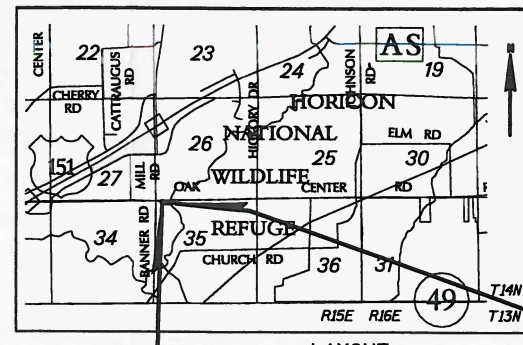 CENTER
22
CATTRAUGUS
RD
23
24
JOHNSON
RD
AS
19
CHERRY
RD
HICKORY DR
HORICON
NATIONAL
ELM RD
151
26
25
30
27
MILL
RD
OAK
WILDLIFE
CENTER
RD
34
BANNER RD
35
REFUGE
CHURCH RD
36
31
49
T14N
R15E
R16E
T13N